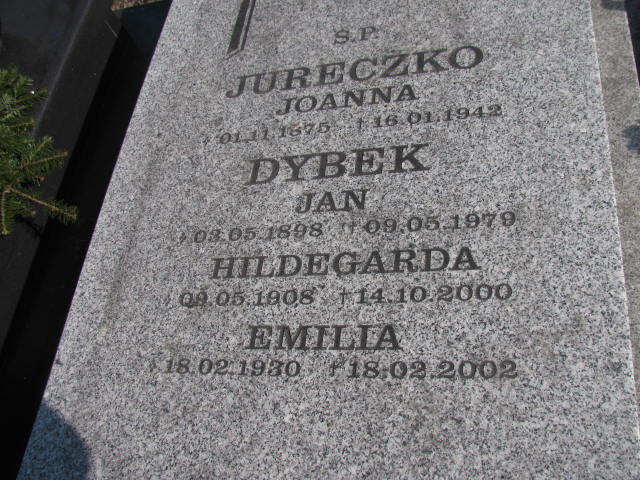 Ś.P.
JURECZKO
JOANNA
* 01.11.1875 † 16.01.1942
DYBEK
JAN
* 03.05.1898 † 09.05.1979
HILDEGARDA
* 09.05.1908 † 14.10.2000
EMILIA
* 18.02.1930 † 18.02.2002